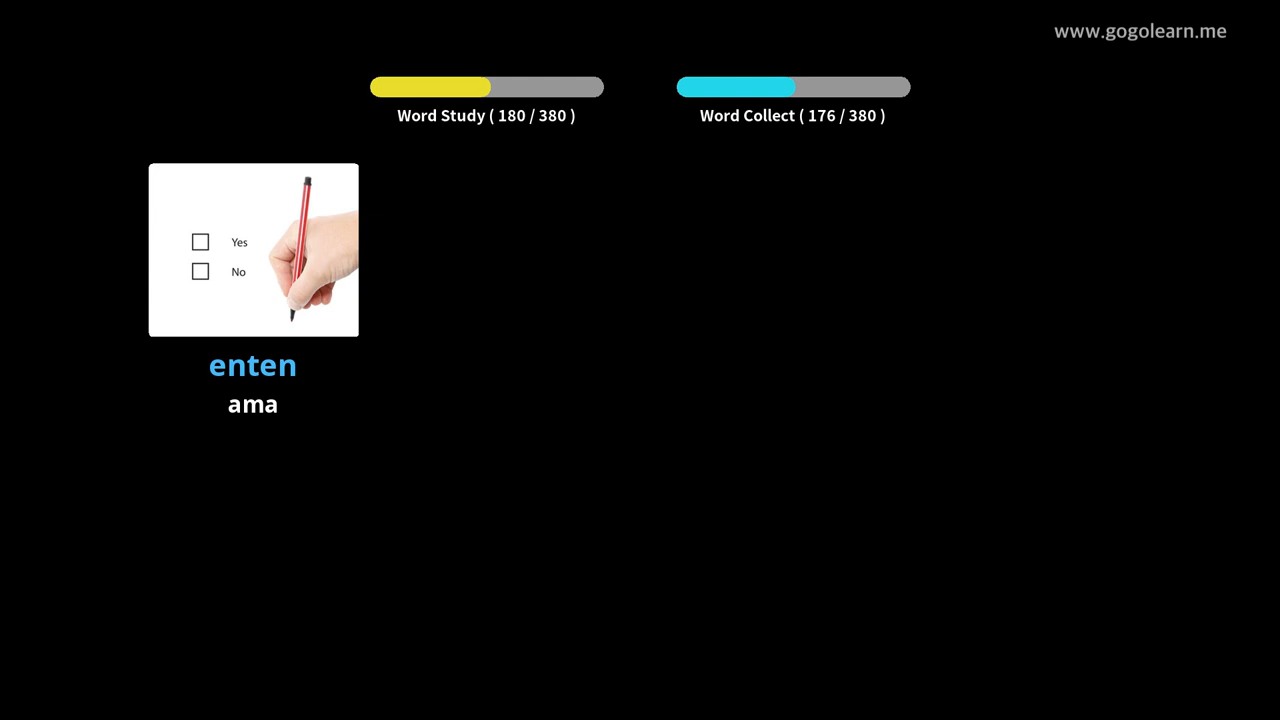 www.gogolearn.me
Word Study ( 180 / 380 )
Word Collect ( 176 / 380 )
Yes
No
enten
ama